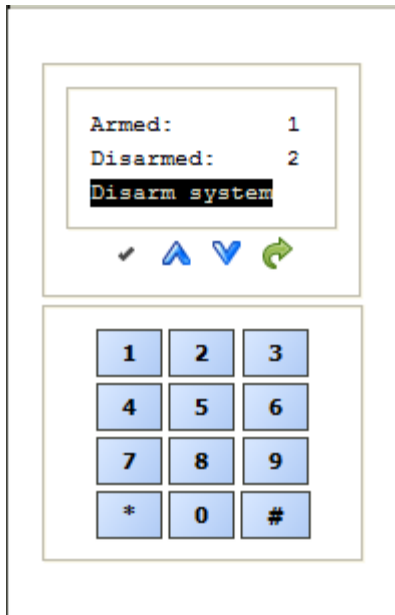 Armed: 1
Disarmed: 2
Disarm system
1 2 3
4 5 6
7 8 9
* 0 #